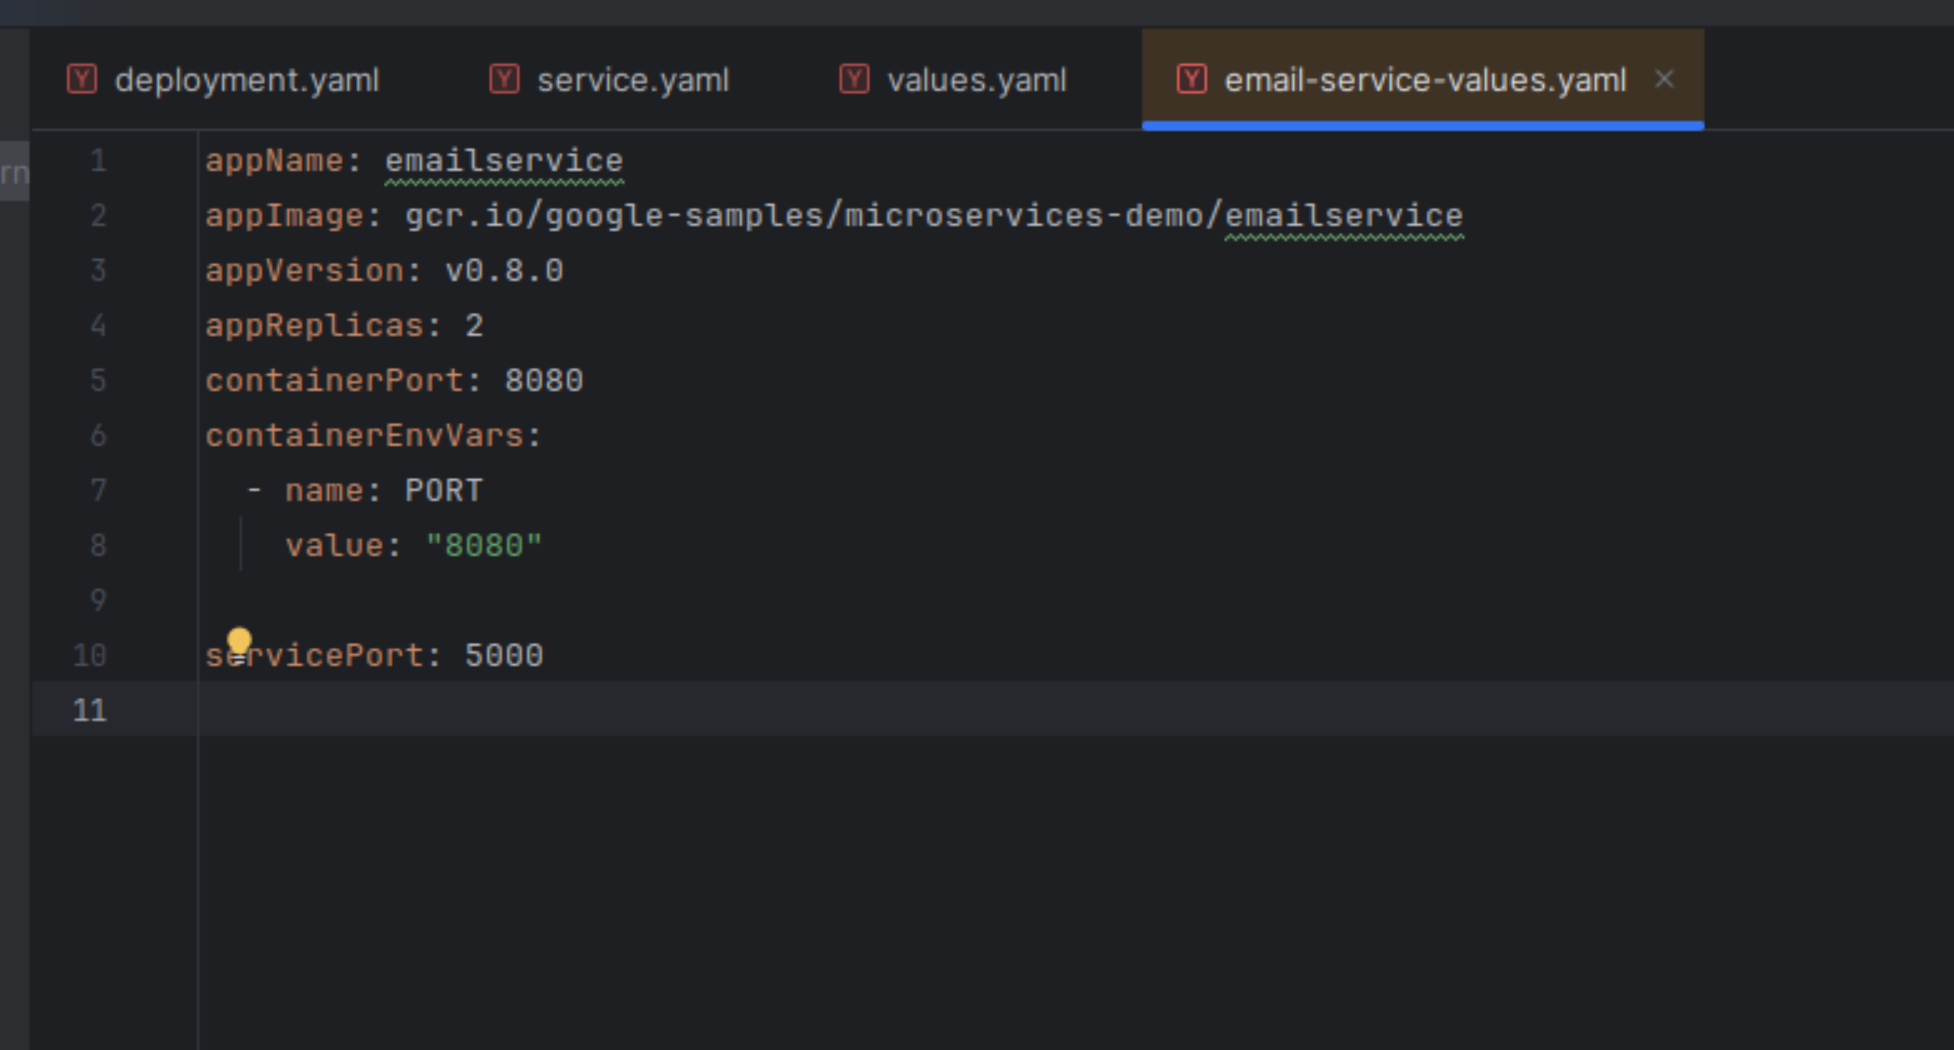 deployment.yaml service.yaml values.yaml email-service-values.yaml
rn
1 appName: emailservice
2 appImage: gcr.io/google-samples/microservices-demo/emailservice
3 appVersion: v0.8.0
4 appReplicas: 2
5 containerPort: 8080
6 containerEnvVars:
7   - name: PORT
8     value: "8080"
9
10 servicePort: 5000
11